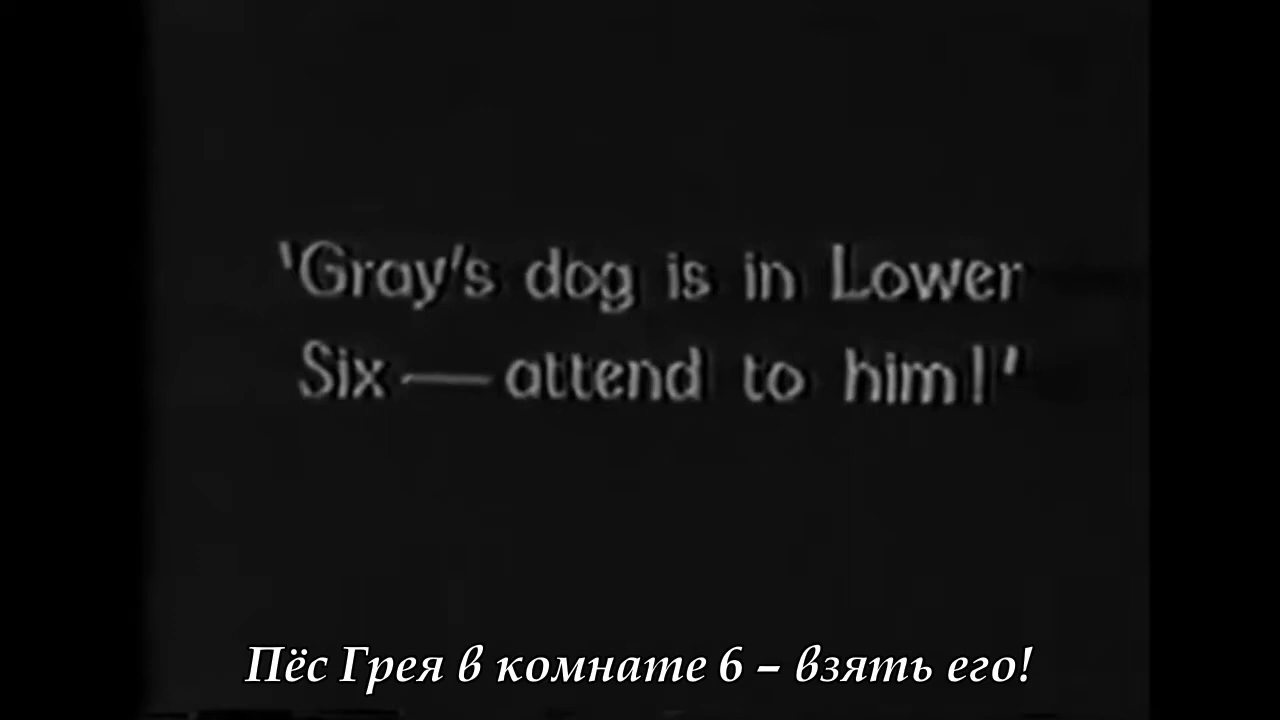 'Gray's dog is in Lower
Six — attend to him!'
Пёс Грея в комнате 6 – взять его!